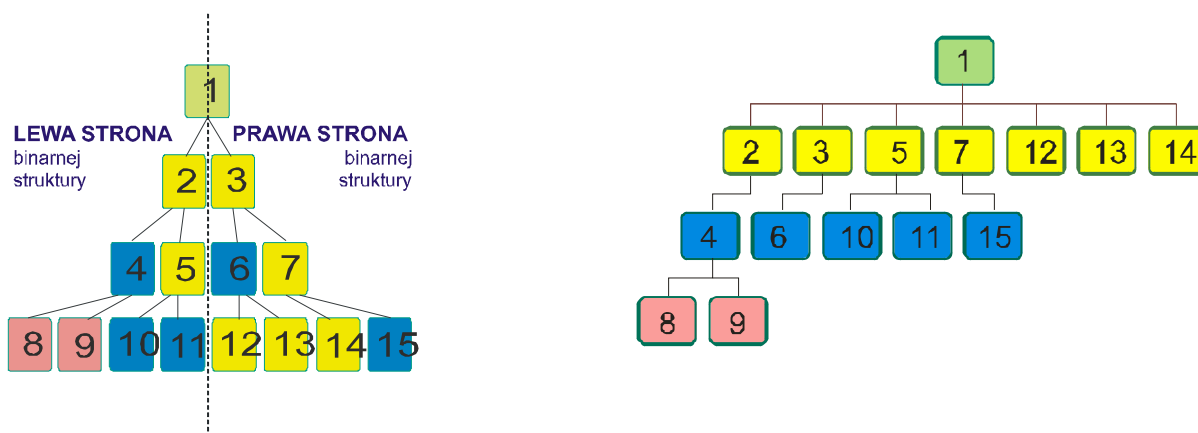 1
LEWA STRONA PRAWA STRONA
binarnej binarnej
struktury struktury
2 3
4 5 6 7
8 9 10 11 12 13 14 15
1
2 3 5 7 12 13 14
4 6 10 11 15
8 9